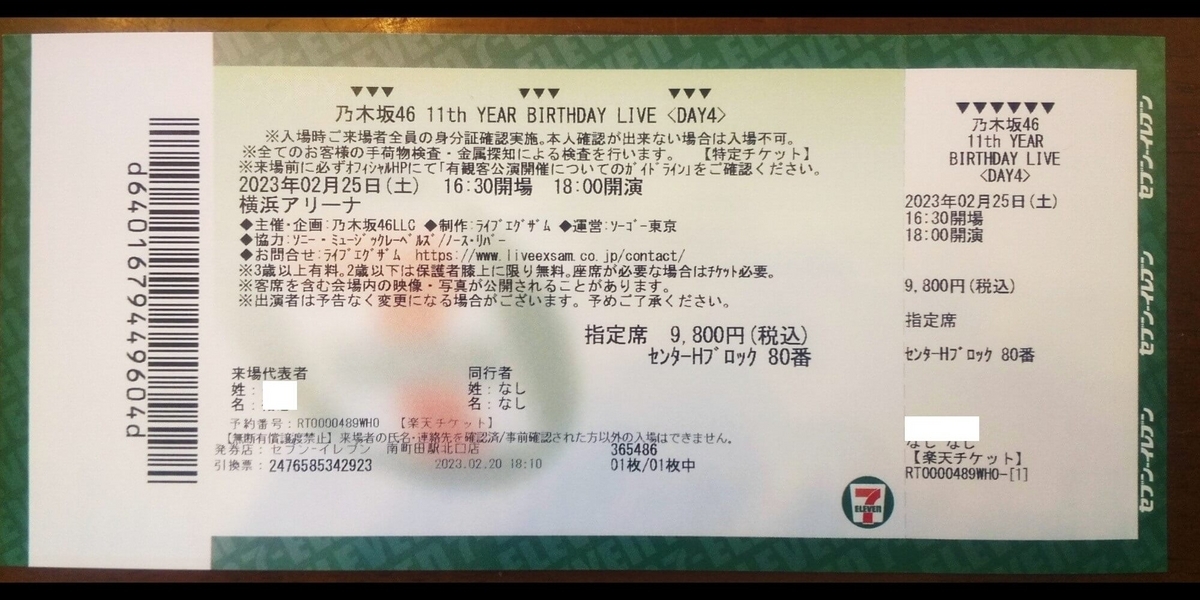 d640167944496604d
▼▼▼ ▼▼▼ ▼▼▼
乃木坂46 11th YEAR BIRTHDAY LIVE <DAY4>
※入場時ご来場者全員の身分証確認実施。本人確認が出来ない場合は入場不可。
※全てのお客様の手荷物検査・金属探知による検査を行います。 【特定チケット】
※来場前に必ずオフィシャルHPにて「有観客公演開催についてのガイドライン」をご確認ください。
2023年02月25日(土) 16:30開場 18:00開演
横浜アリーナ
◆主催・企画:乃木坂46LLC ◆制作:ライブエグザム ◆運営:ソーゴー東京
◆協力:ソニー・ミュージックレーベルズ/ノース・リバー
◆お問合せ:ライブエグザム https://www.liveexsam.co.jp/contact/
※3歳以上有料。2歳以下は保護者膝上に限り無料。座席が必要な場合はチケット必要。
※客席を含む会場内の映像・写真が公開されることがあります。
※出演者は予告なく変更になる場合がございます。予めご了承ください。
指定席 9,800円(税込)
センターHブロック 80番
来場代表者 同行者
姓: 姓:なし
名: 名:なし
予約番号:RT0000489WH0 【楽天チケット】
【無断有償譲渡禁止】来場者の氏名・連絡先を確認済/事前確認された方以外の入場はできません。
発券店:セブン-イレブン 南町田駅北口店 365486
引換票:2476585342923 2023.02.20 18:10 01枚/01枚中
7
ELEVEN
▼▼▼▼▼▼
乃木坂46
11th YEAR
BIRTHDAY LIVE
<DAY4>
2023年02月25日(土)
16:30開場
18:00開演
9,800円(税込)
指定席
センターHブロック 80番
なし なし
【楽天チケット】
RT0000489WH0-[1]
セブン-イレブン
セブン-イレブン
セブン-イレブン
7-ELEVEN